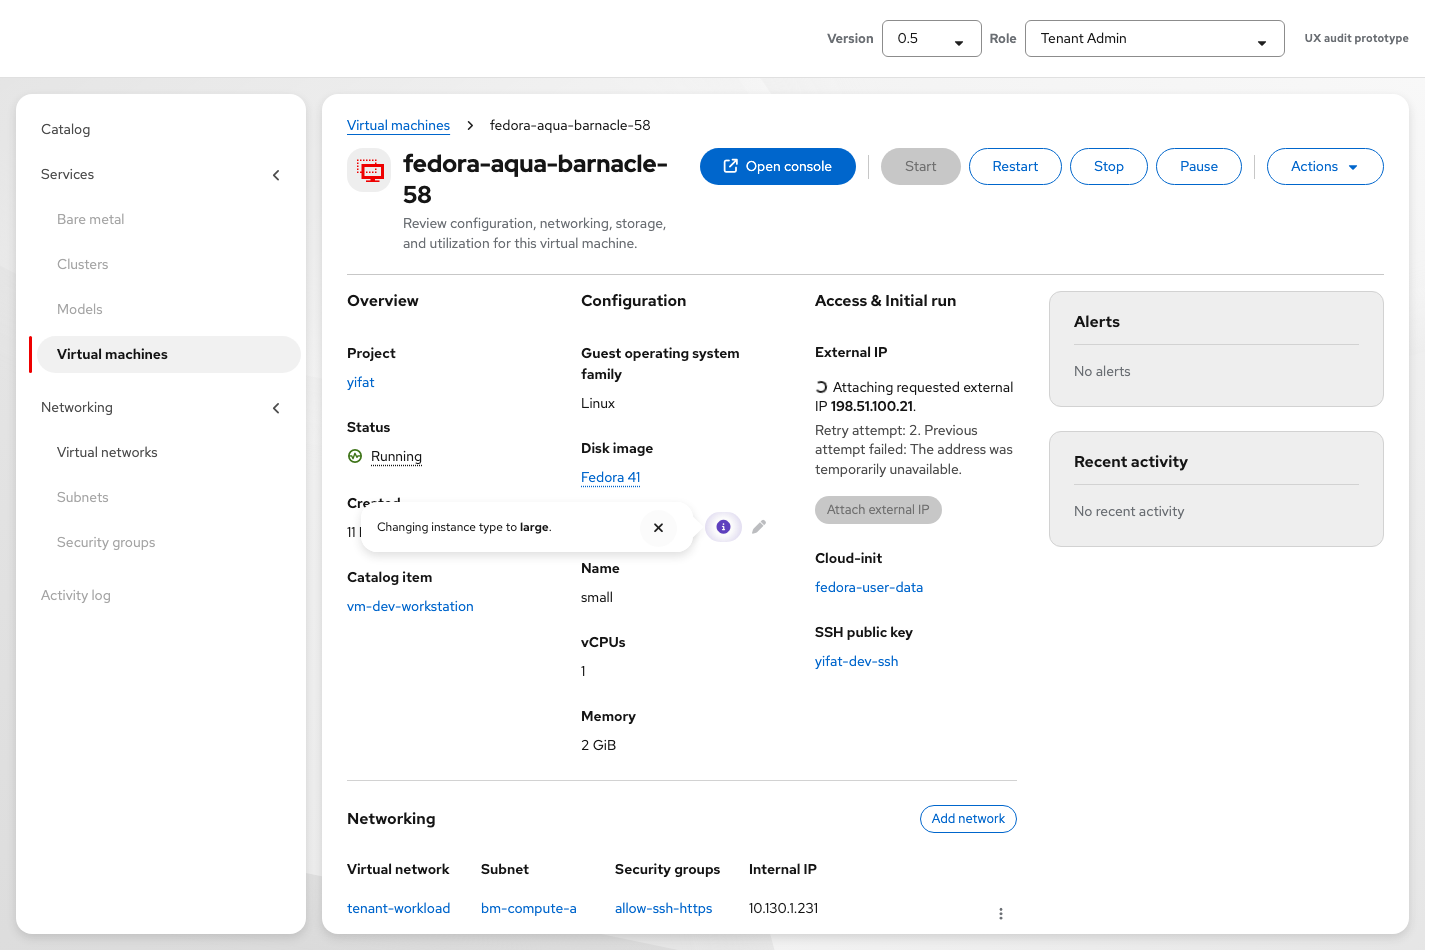 Version
0.5
Role
Tenant Admin
UX audit prototype
Catalog
Services
Bare metal
Clusters
Models
Virtual machines
Networking
Virtual networks
Subnets
Security groups
Activity log
Virtual machines
fedora-aqua-barnacle-58
fedora-aqua-barnacle-
58
Review configuration, networking, storage,
and utilization for this virtual machine.
Open console
Start
Restart
Stop
Pause
Actions
Overview
Project
yifat
Status
Running
Created
11
Catalog item
vm-dev-workstation
Configuration
Guest operating system
family
Linux
Disk image
Fedora 41
Changing instance type to large.
Name
small
vCPUs
1
Memory
2 GiB
Access & Initial run
External IP
Attaching requested external
IP 198.51.100.21.
Retry attempt: 2. Previous
attempt failed: The address was
temporarily unavailable.
Attach external IP
Cloud-init
fedora-user-data
SSH public key
yifat-dev-ssh
Alerts
No alerts
Recent activity
No recent activity
Networking
Add network
Virtual network
Subnet
Security groups
Internal IP
tenant-workload
bm-compute-a
allow-ssh-https
10.130.1.231